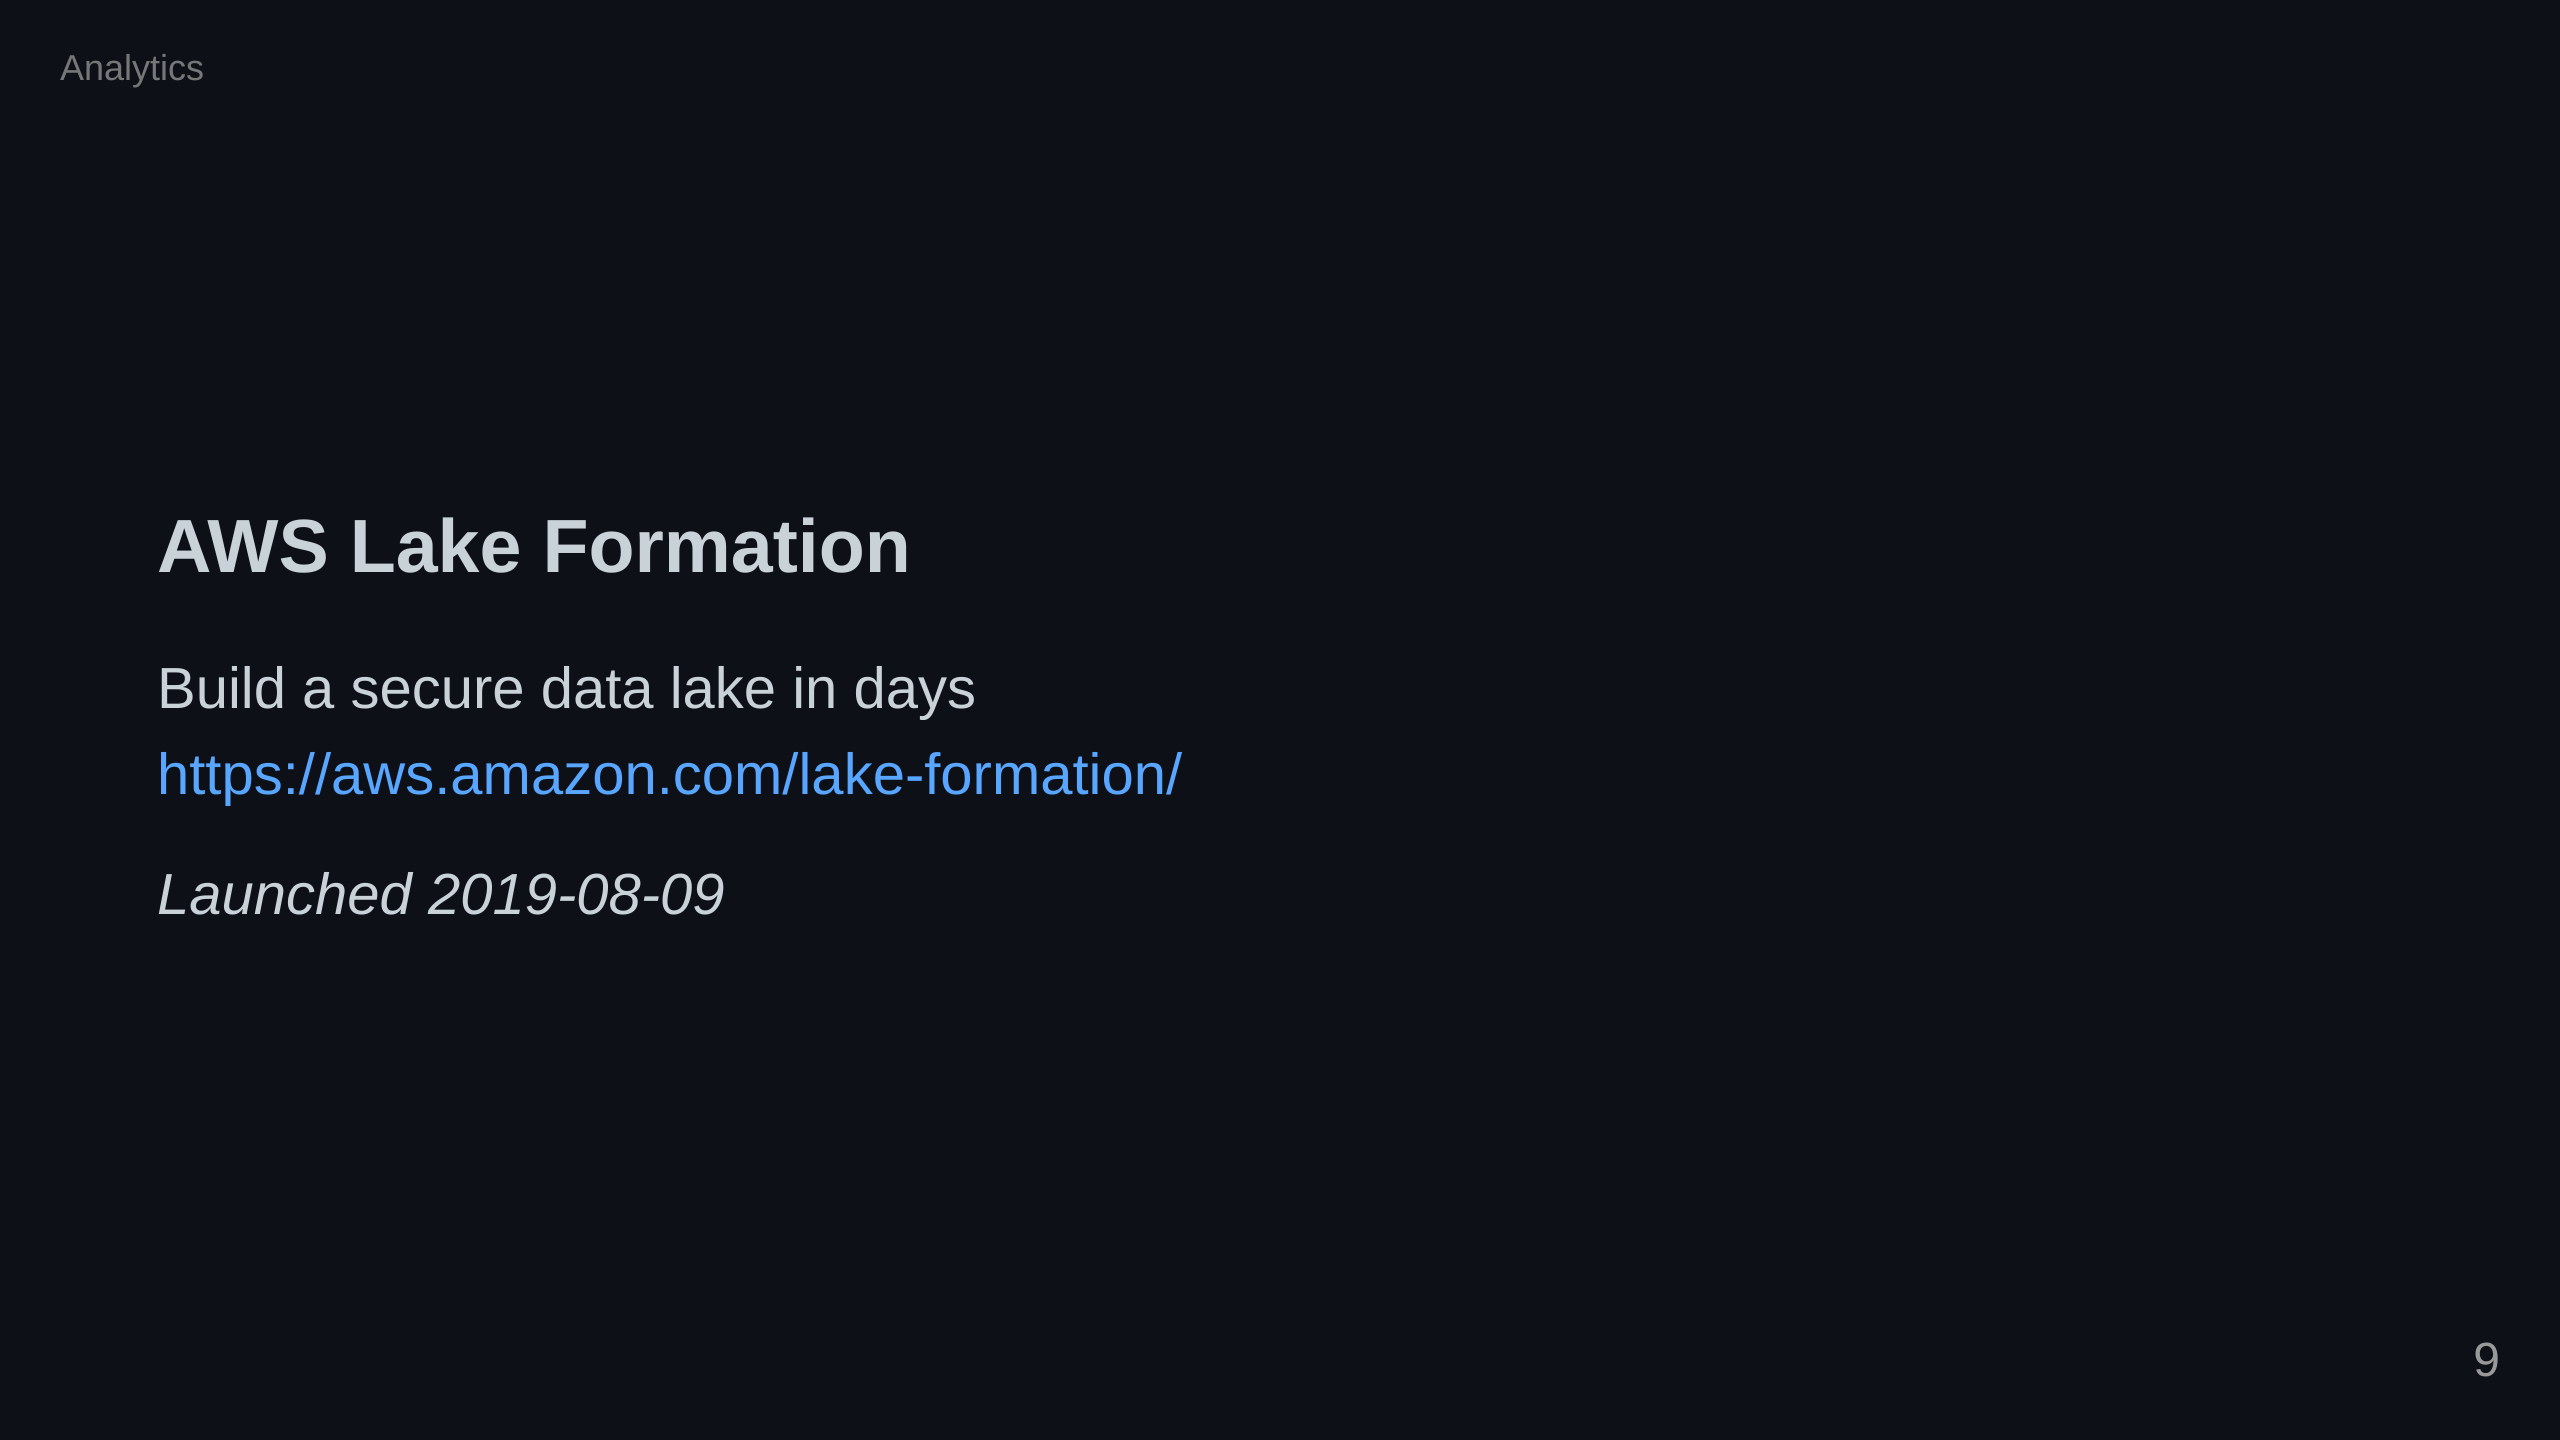 Analytics
AWS Lake Formation
Build a secure data lake in days
https://aws.amazon.com/lake-formation/
Launched 2019-08-09
9